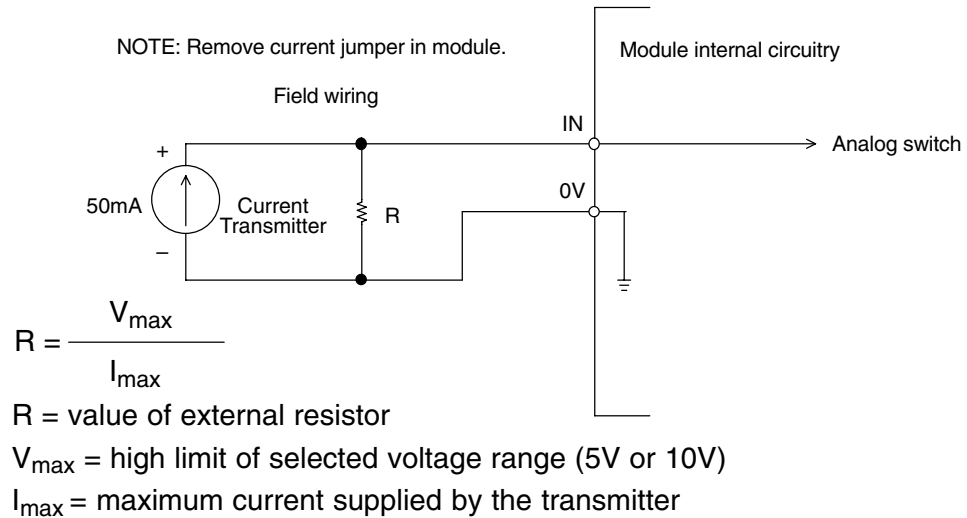 NOTE: Remove current jumper in module.
Module internal circuitry
Field wiring
IN
Analog switch
+
50mA
Current
Transmitter
R
0V
–
R = Vmax
Imax
R = value of external resistor
Vmax = high limit of selected voltage range (5V or 10V)
Imax = maximum current supplied by the transmitter